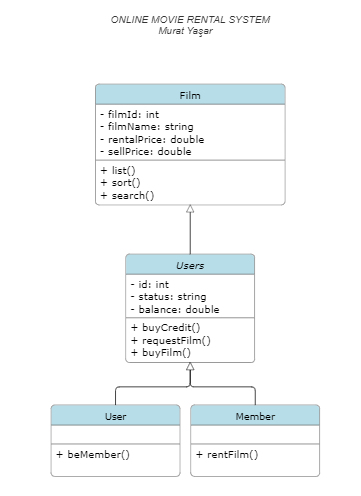 ONLINE MOVIE RENTAL SYSTEM
Murat Yaşar
Film
- filmId: int
- filmName: string
- rentalPrice: double
- sellPrice: double
+ list()
+ sort()
+ search()
Users
- id: int
- status: string
- balance: double
+ buyCredit()
+ requestFilm()
+ buyFilm()
User
+ beMember()
Member
+ rentFilm()